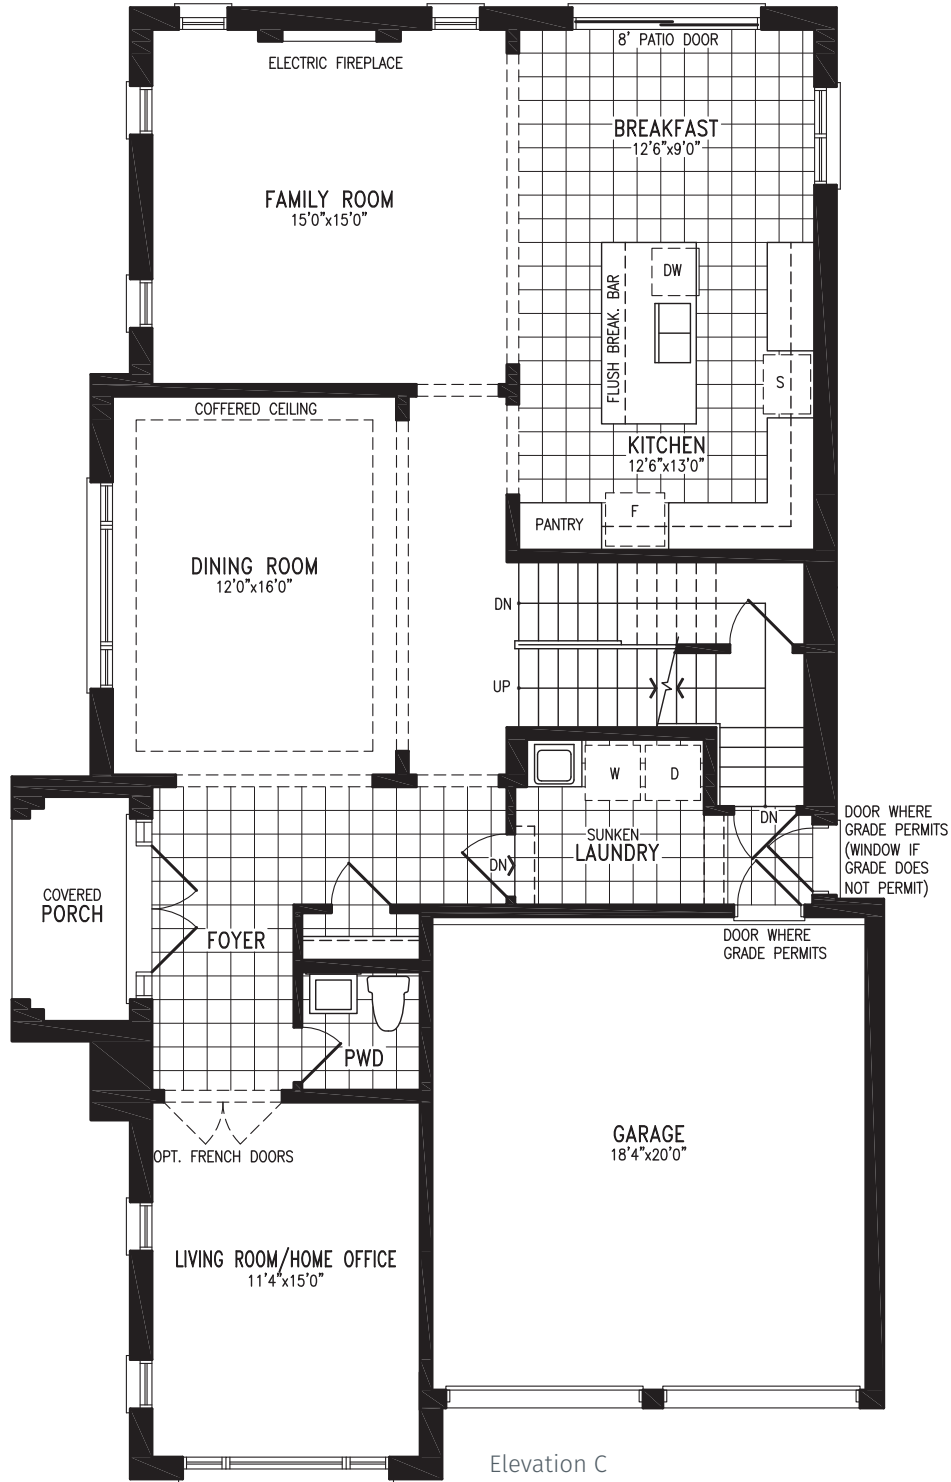 8' PATIO DOOR
ELECTRIC FIREPLACE
BREAKFAST
12'6"x9'0"
FAMILY ROOM
15'0"x15'0"
DW
FLUSH BREAK. BAR
S
COFFERED CEILING
KITCHEN
12'6"x13'0"
PANTRY
F
DINING ROOM
12'0"x16'0"
DN
UP
W
D
DN
SUNKEN
LAUNDRY
DN
DOOR WHERE
GRADE PERMITS
(WINDOW IF
GRADE DOES
NOT PERMIT)
COVERED
PORCH
FOYER
DOOR WHERE
GRADE PERMITS
PWD
GARAGE
18'4"x20'0"
OPT. FRENCH DOORS
LIVING ROOM/HOME OFFICE
11'4"x15'0"
Elevation C